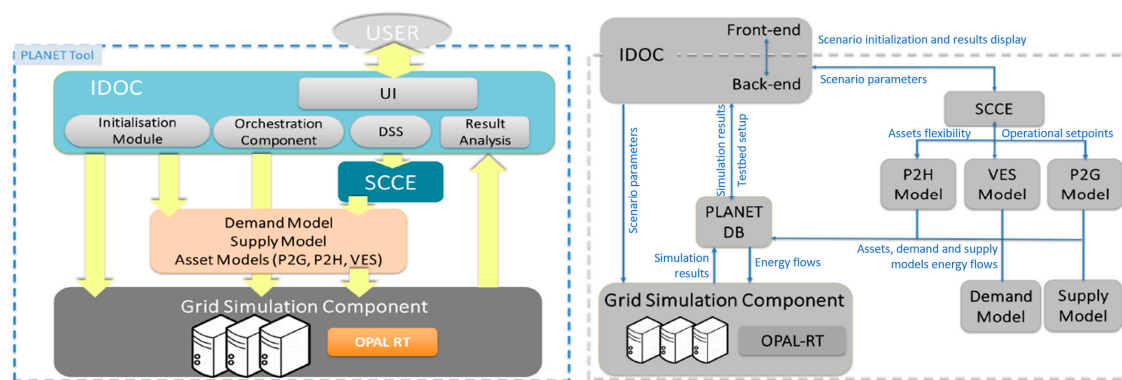 USER
PLANET Tool
IDOC
UI
Initialisation
Module
Orchestration
Component
DSS
Result
Analysis
SCCE
Demand Model
Supply Model
Asset Models (P2G, P2H, VES)
Grid Simulation Component
OPAL RT
Front-end
IDOC
Back-end
Scenario initialization and results display
Scenario parameters
SCCE
Assets flexibility
Operational setpoints
P2H
Model
VES
Model
P2G
Model
Scenario parameters
Simulation results
Testbed setup
PLANET
DB
Simulation
results
Energy flows
Assets, demand and supply
models energy flows
Grid Simulation Component
OPAL-RT
Demand
Model
Supply
Model